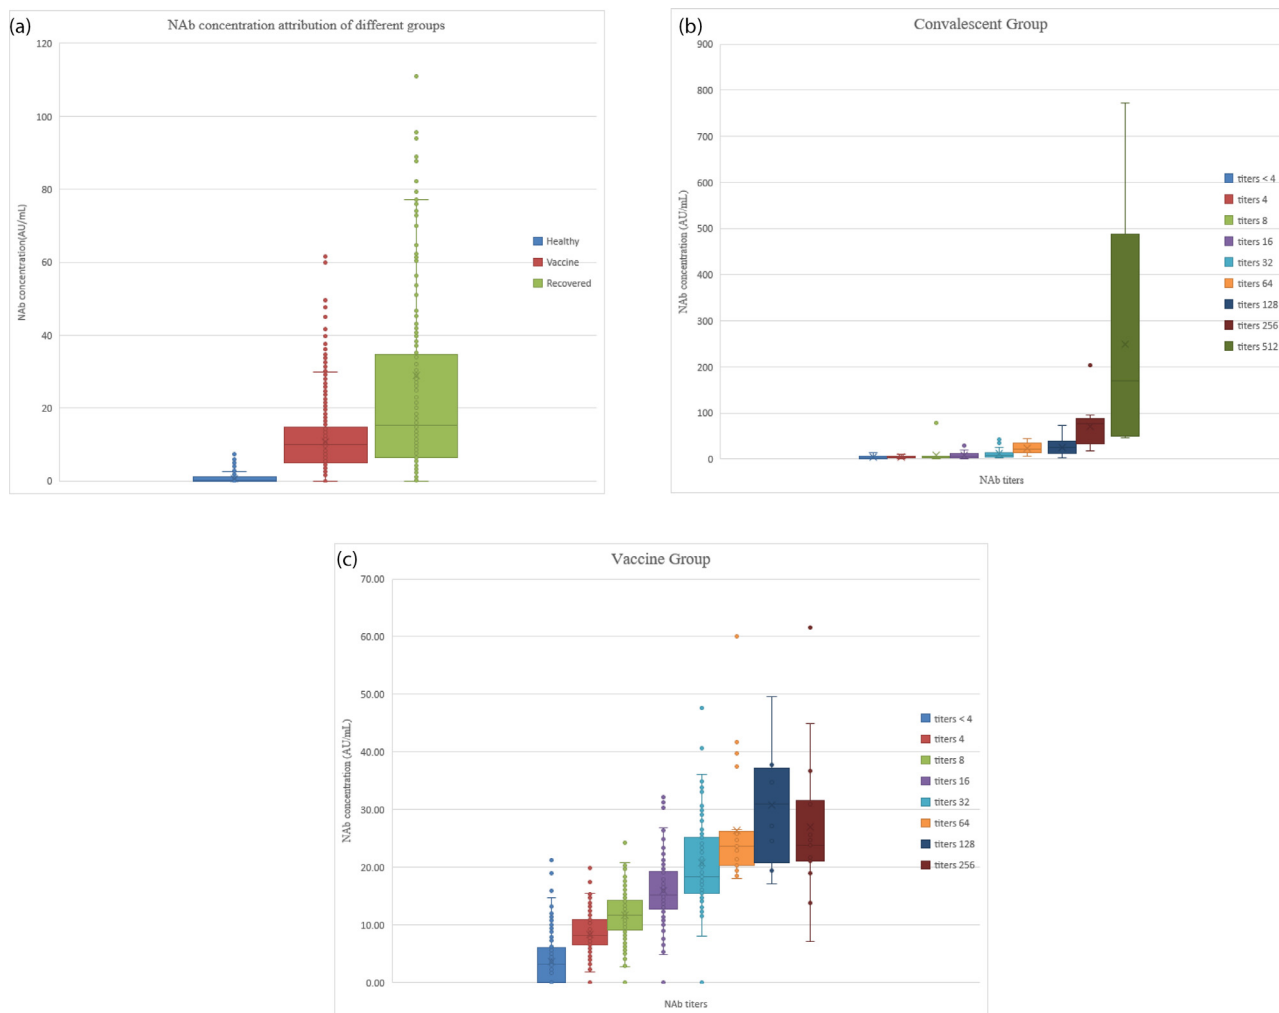 (a)
NAb concentration attribution of different groups
120
100
80
60
40
20
0
NAb concentration(AU/mL)
Healthy
Vaccine
Recovered
(b)
Convalescent Group
900
800
700
600
500
400
300
200
100
0
NAb concentration (AU/mL)
NAb titers
titers < 4
titers 4
titers 8
titers 16
titers 32
titers 64
titers 128
titers 256
titers 512
(c)
Vaccine Group
70.00
60.00
50.00
40.00
30.00
20.00
10.00
0.00
NAb concentration (AU/mL)
NAb titers
titers < 4
titers 4
titers 8
titers 16
titers 32
titers 64
titers 128
titers 256